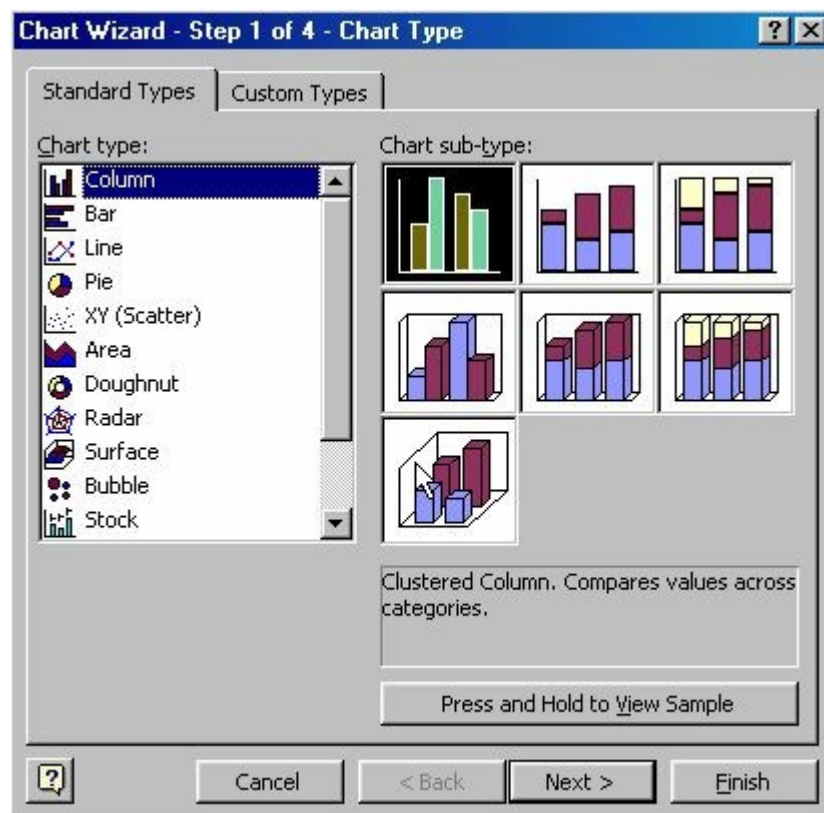 Chart Wizard - Step 1 of 4 - Chart Type
?
Standard Types
Custom Types
Chart type:
Column
Bar
Line
Pie
XY (Scatter)
Area
Doughnut
Radar
Surface
Bubble
Stock
Chart sub-type:
Clustered Column. Compares values across
categories.
Press and Hold to View Sample
?
Cancel
< Back
Next >
Finish